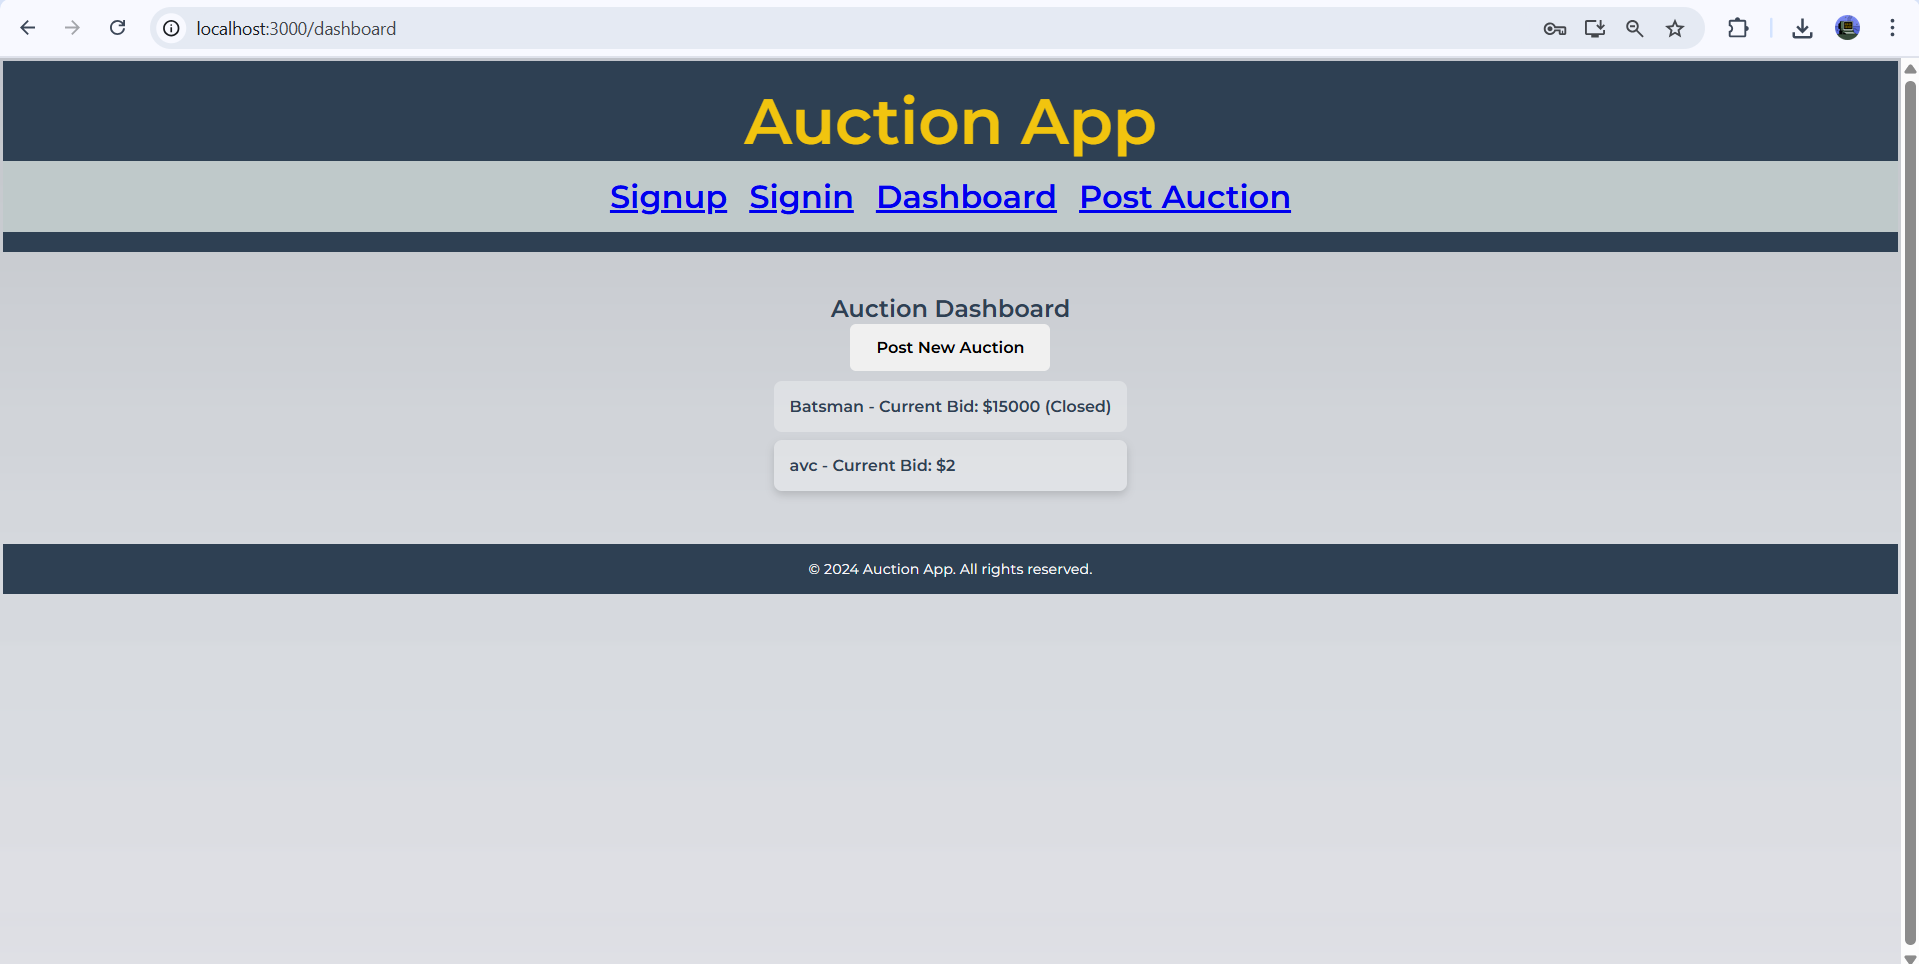 localhost:3000/dashboard
Auction App
Signup Signin Dashboard Post Auction
Auction Dashboard
Post New Auction
Batsman - Current Bid: $15000 (Closed)
avc - Current Bid: $2
© 2024 Auction App. All rights reserved.